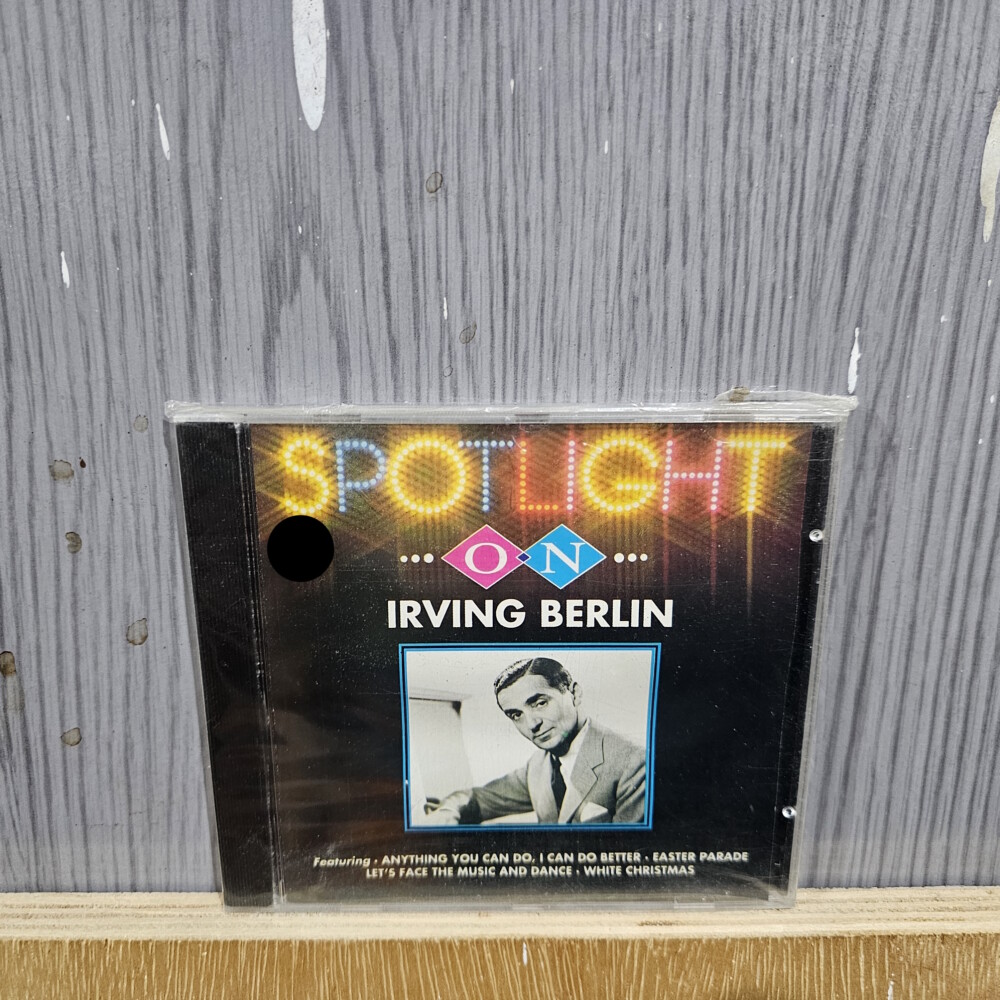 SPOTLIGHT
... O·N ...
IRVING BERLIN
Featuring · ANYTHING YOU CAN DO, I CAN DO BETTER · EASTER PARADE
LET'S FACE THE MUSIC AND DANCE · WHITE CHRISTMAS